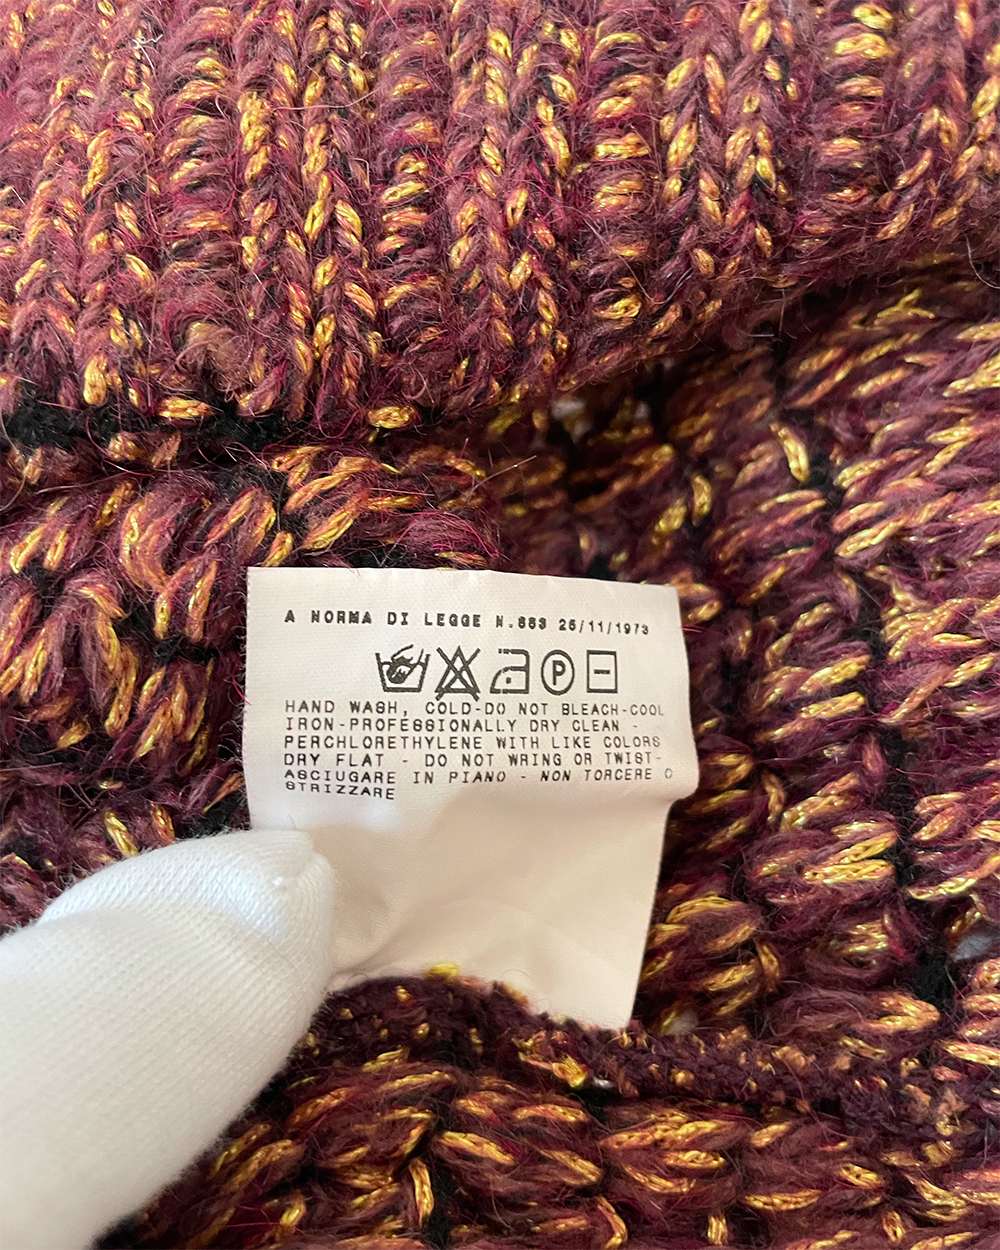 A NORMA DI LEGGE N.883 26/11/1973
P
HAND WASH, COLD-DO NOT BLEACH-COOL
IRON-PROFESSIONALLY DRY CLEAN -
PERCHLORETHYLENE WITH LIKE COLORS
DRY FLAT - DO NOT WRING OR TWIST-
ASCIUGARE IN PIANO - NON TORCERE O
STRIZZARE